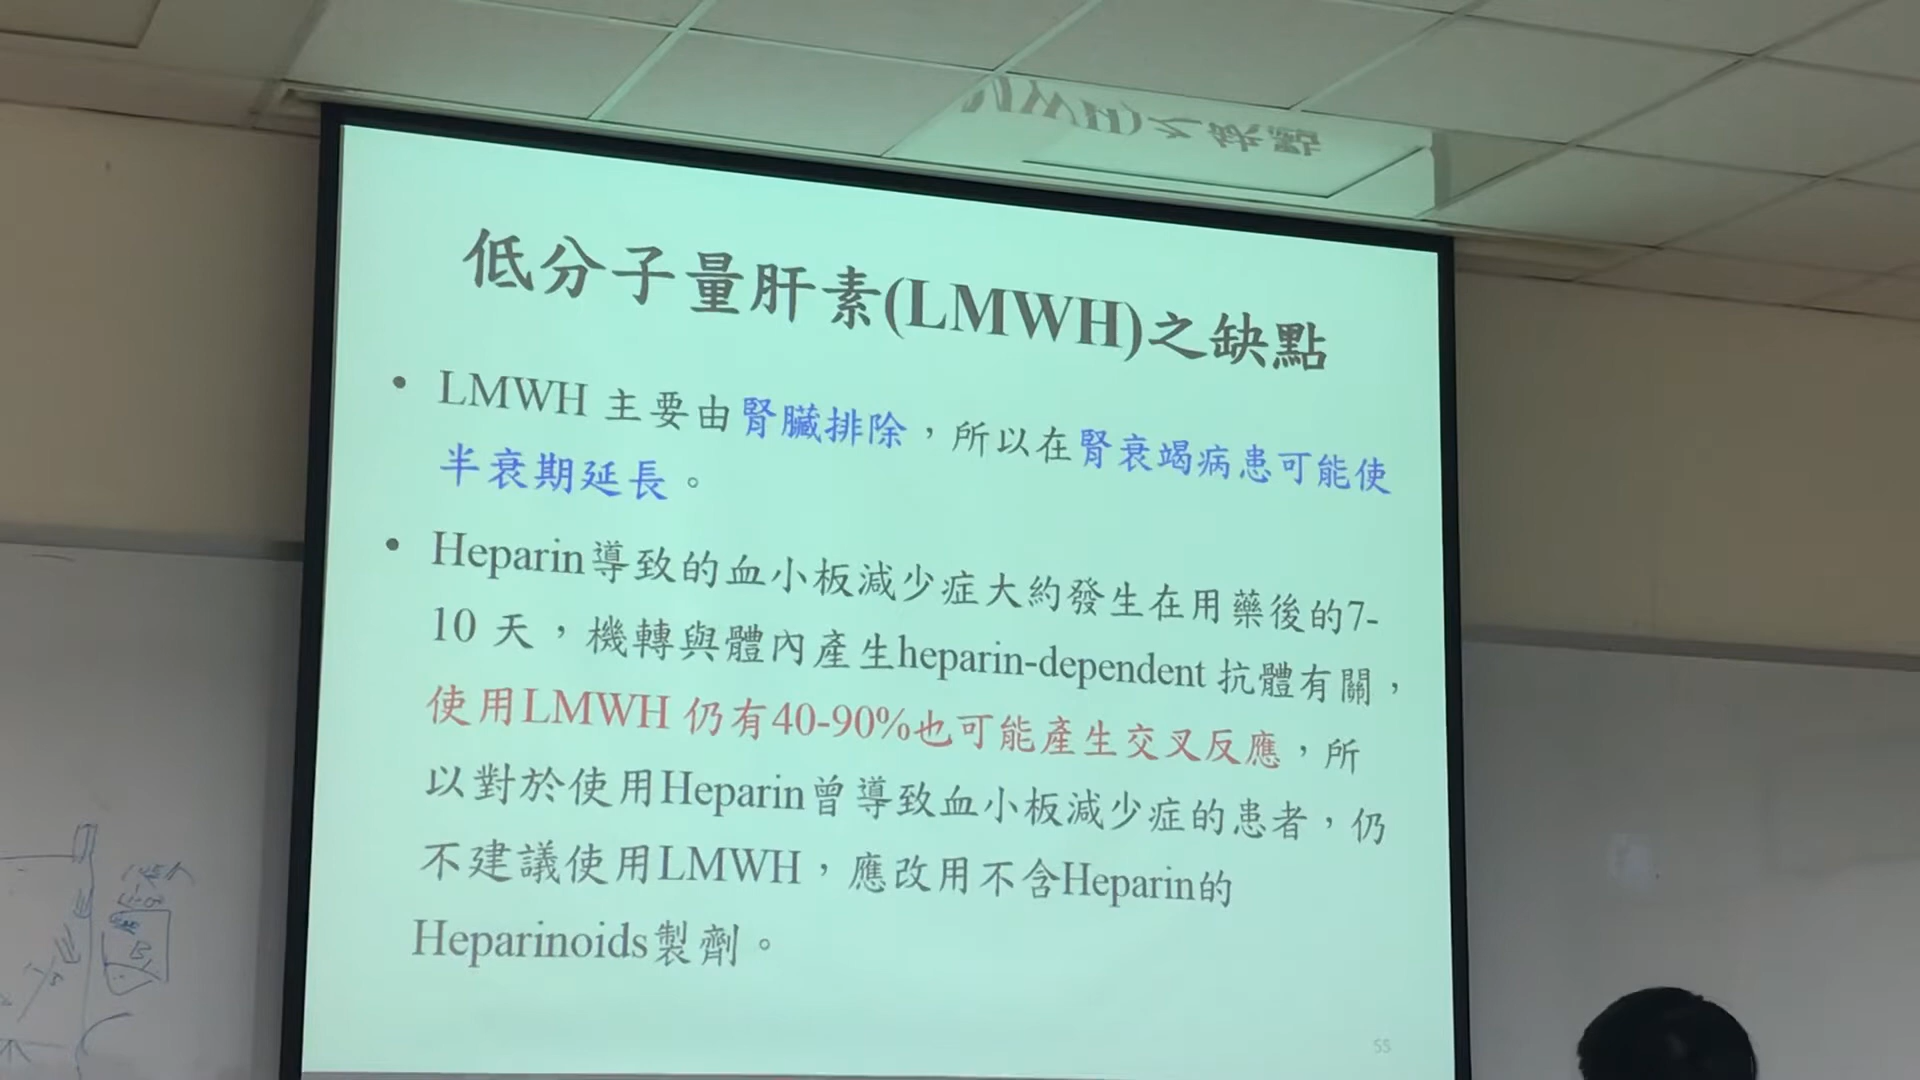 低分子量肝素(LMWH)之缺點
• LMWH 主要由腎臟排除，所以在腎衰竭病患可能使
半衰期延長。
• Heparin導致的血小板減少症大約發生在用藥後的7-
10 天，機轉與體內產生heparin-dependent 抗體有關，
使用LMWH 仍有40-90%也可能產生交叉反應，所
以對於使用Heparin曾導致血小板減少症的患者，仍
不建議使用LMWH，應改用不含Heparin的
Heparinoids製劑。
55